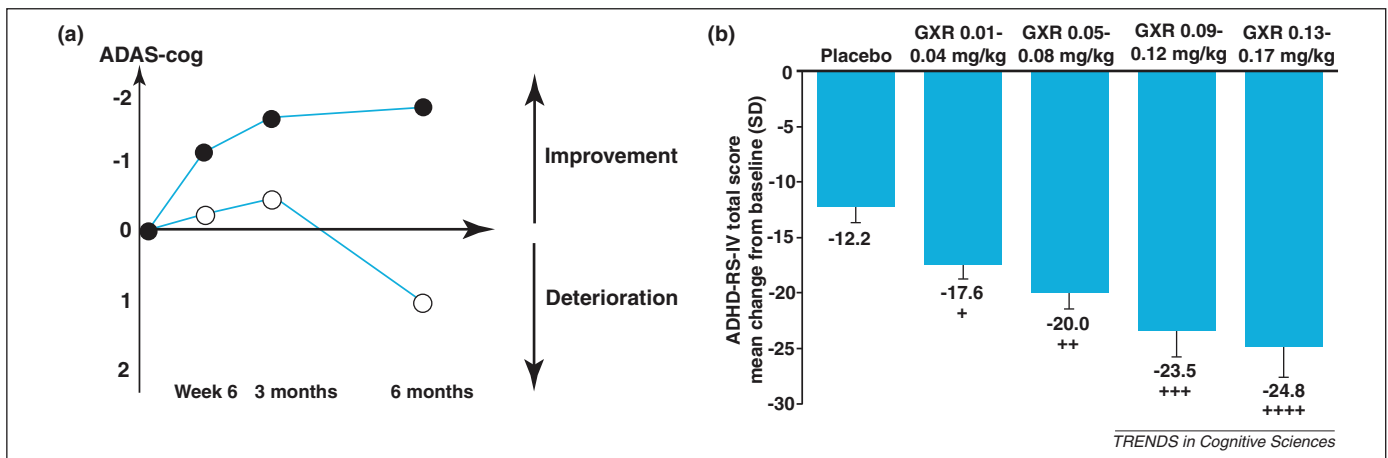 (a)
ADAS-cog
-2
-1
0
1
2
Week 6 3 months 6 months
Improvement
Deterioration
(b)
Placebo
GXR 0.01-
0.04 mg/kg
GXR 0.05-
0.08 mg/kg
GXR 0.09-
0.12 mg/kg
GXR 0.13-
0.17 mg/kg
ADHD-RS-IV total score
mean change from baseline (SD)
0
-5
-10
-15
-20
-25
-30
-12.2
-17.6
+
-20.0
++
-23.5
+++
-24.8
++++
TRENDS in Cognitive Sciences